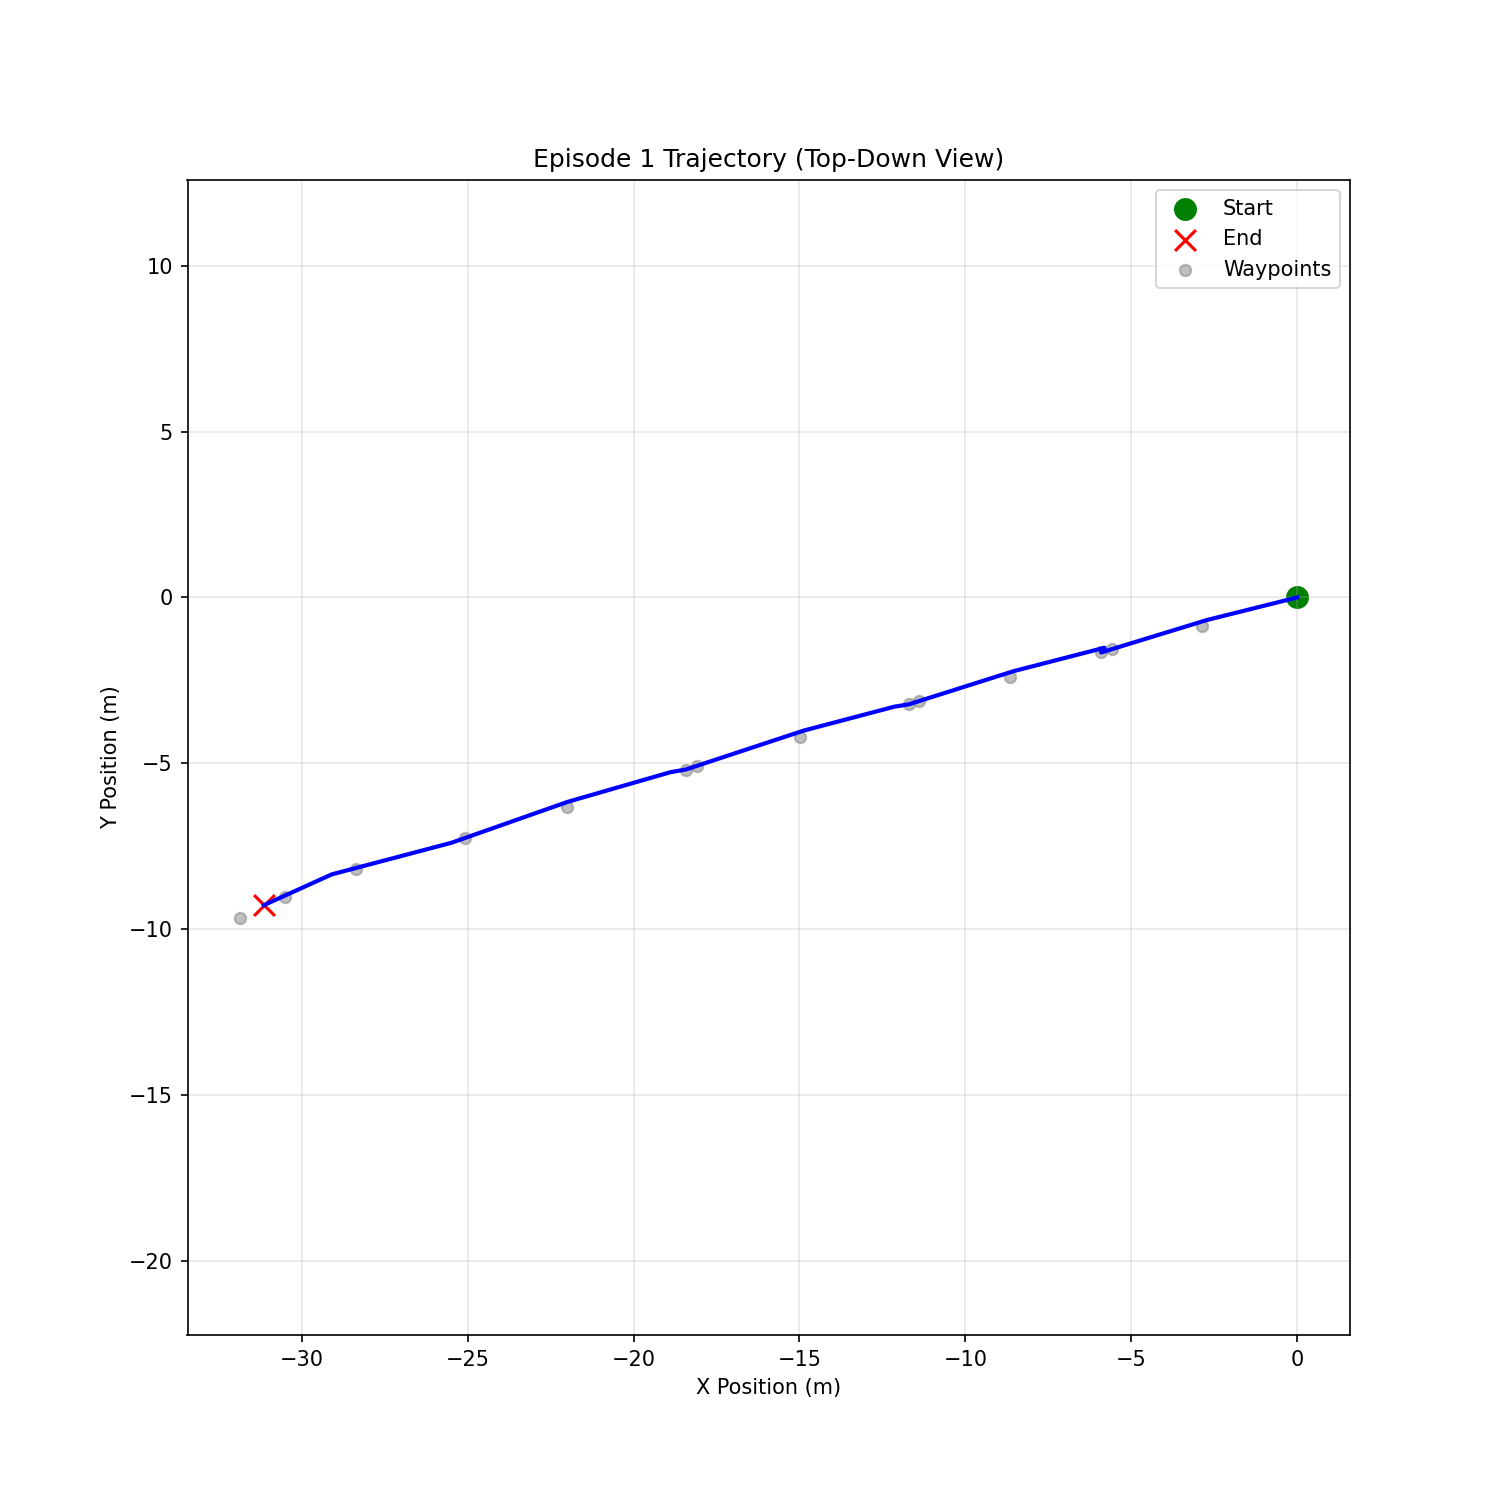 Episode 1 Trajectory (Top-Down View)
Start
End
Waypoints
10
5
0
−5
−10
−15
−20
Y Position (m)
−30
−25
−20
−15
−10
−5
0
X Position (m)